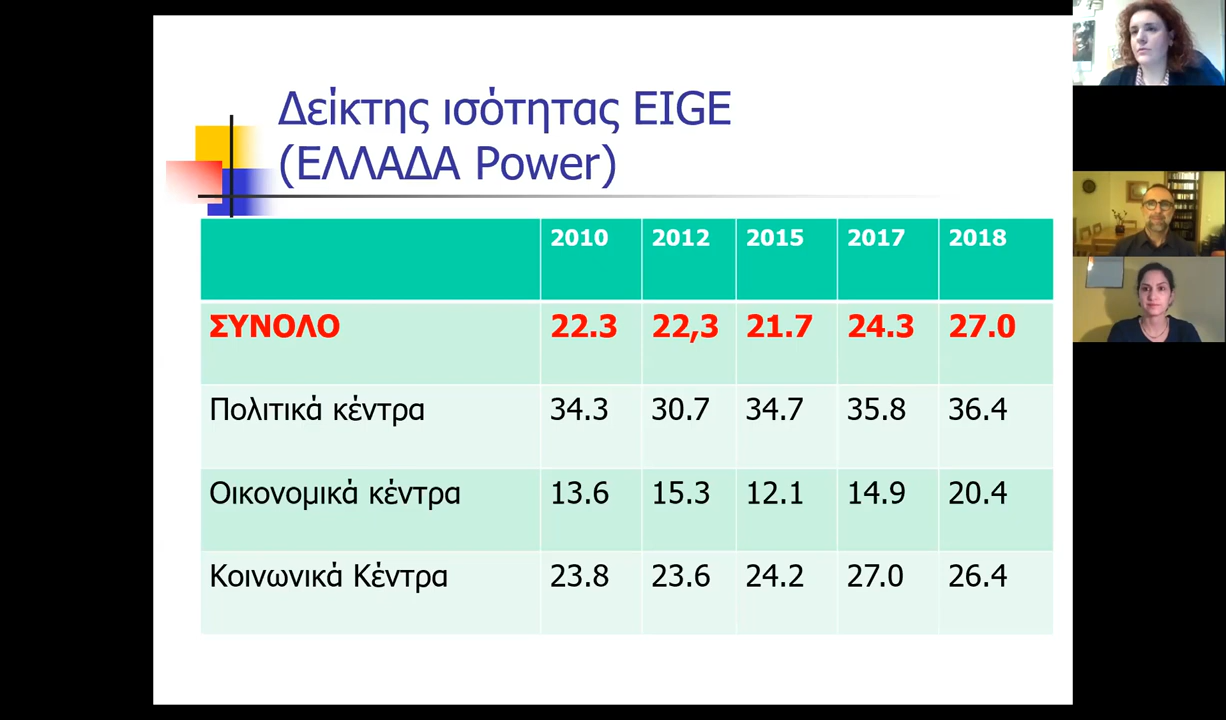 Δείκτης ισότητας EIGE
(ΕΛΛΑΔΑ Power)
2010 2012 2015 2017 2018
ΣΥΝΟΛΟ 22.3 22,3 21.7 24.3 27.0
Πολιτικά κέντρα 34.3 30.7 34.7 35.8 36.4
Οικονομικά κέντρα 13.6 15.3 12.1 14.9 20.4
Κοινωνικά Κέντρα 23.8 23.6 24.2 27.0 26.4